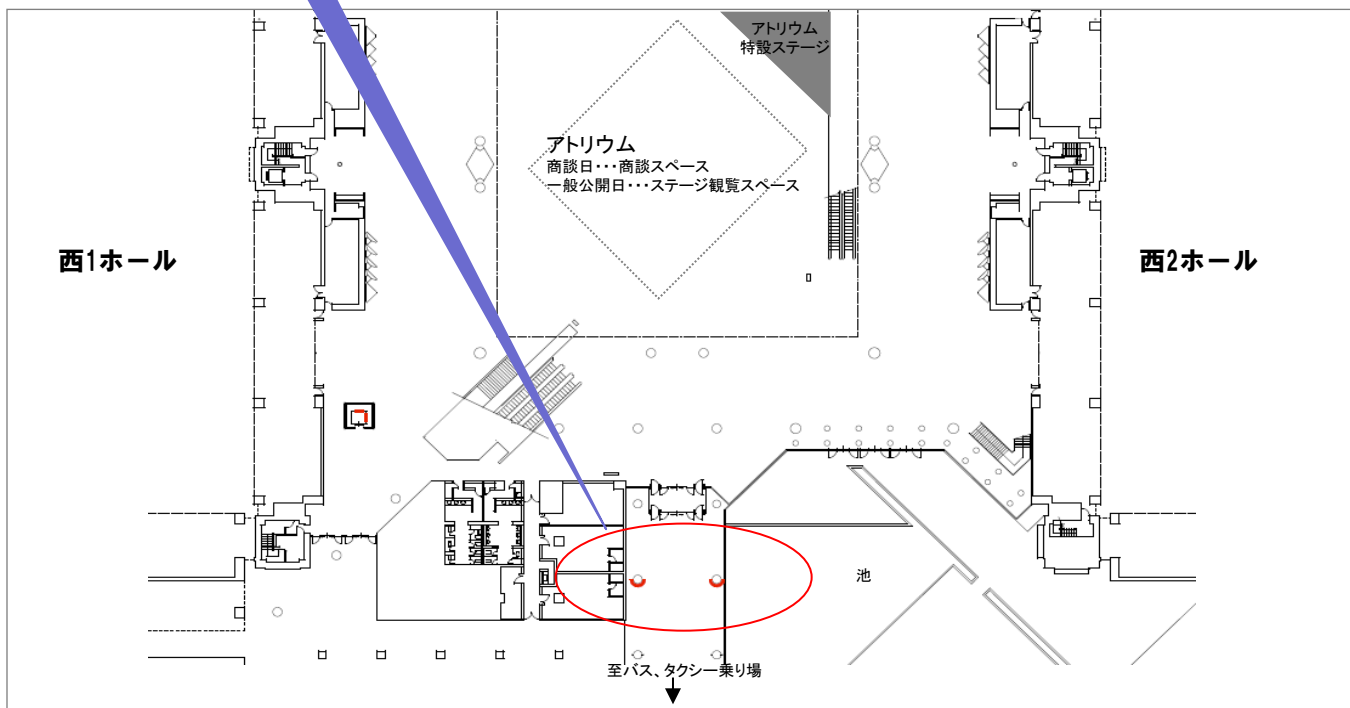 アトリウム
特設ステージ
アトリウム
商談日・・・商談スペース
一般公開日・・・ステージ観覧スペース
西1ホール
西2ホール
池
至バス、タクシー乗り場